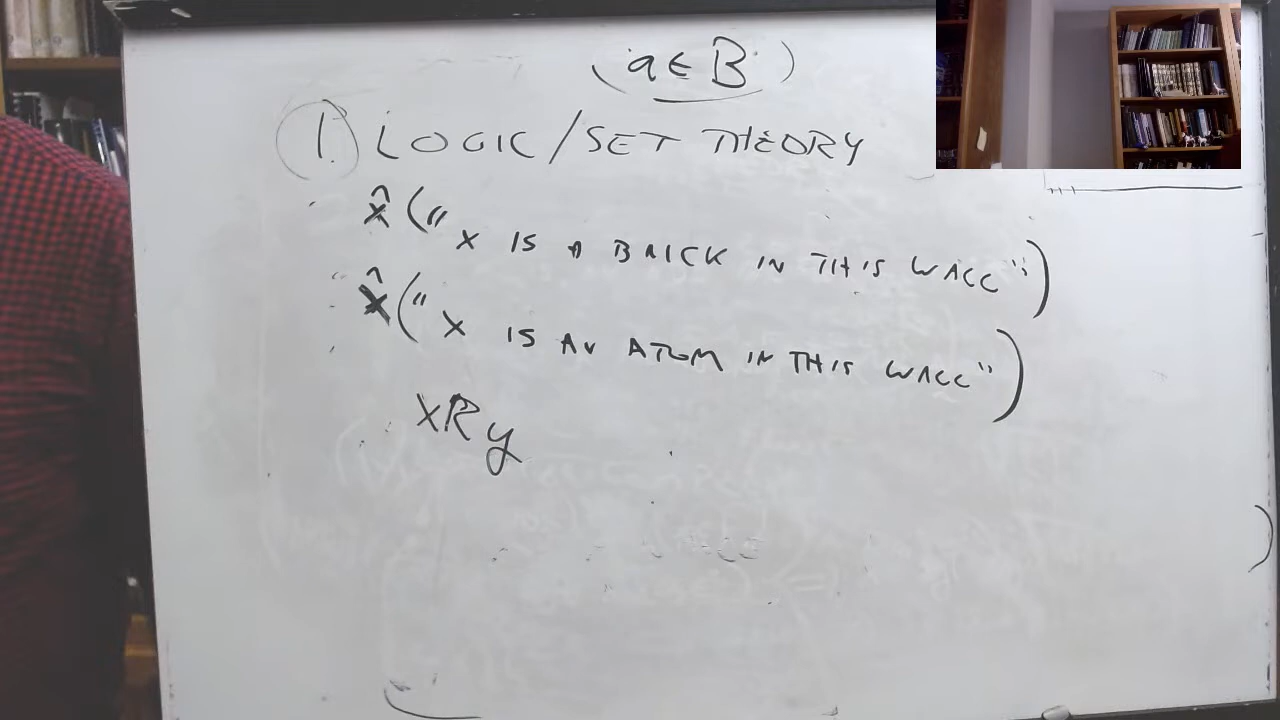 (a ∈ B)
1. LOGIC/SET THEORY
x̂("x IS A BRICK IN THIS WALL")
x̂("x IS AN ATOM IN THIS WALL")
xRy